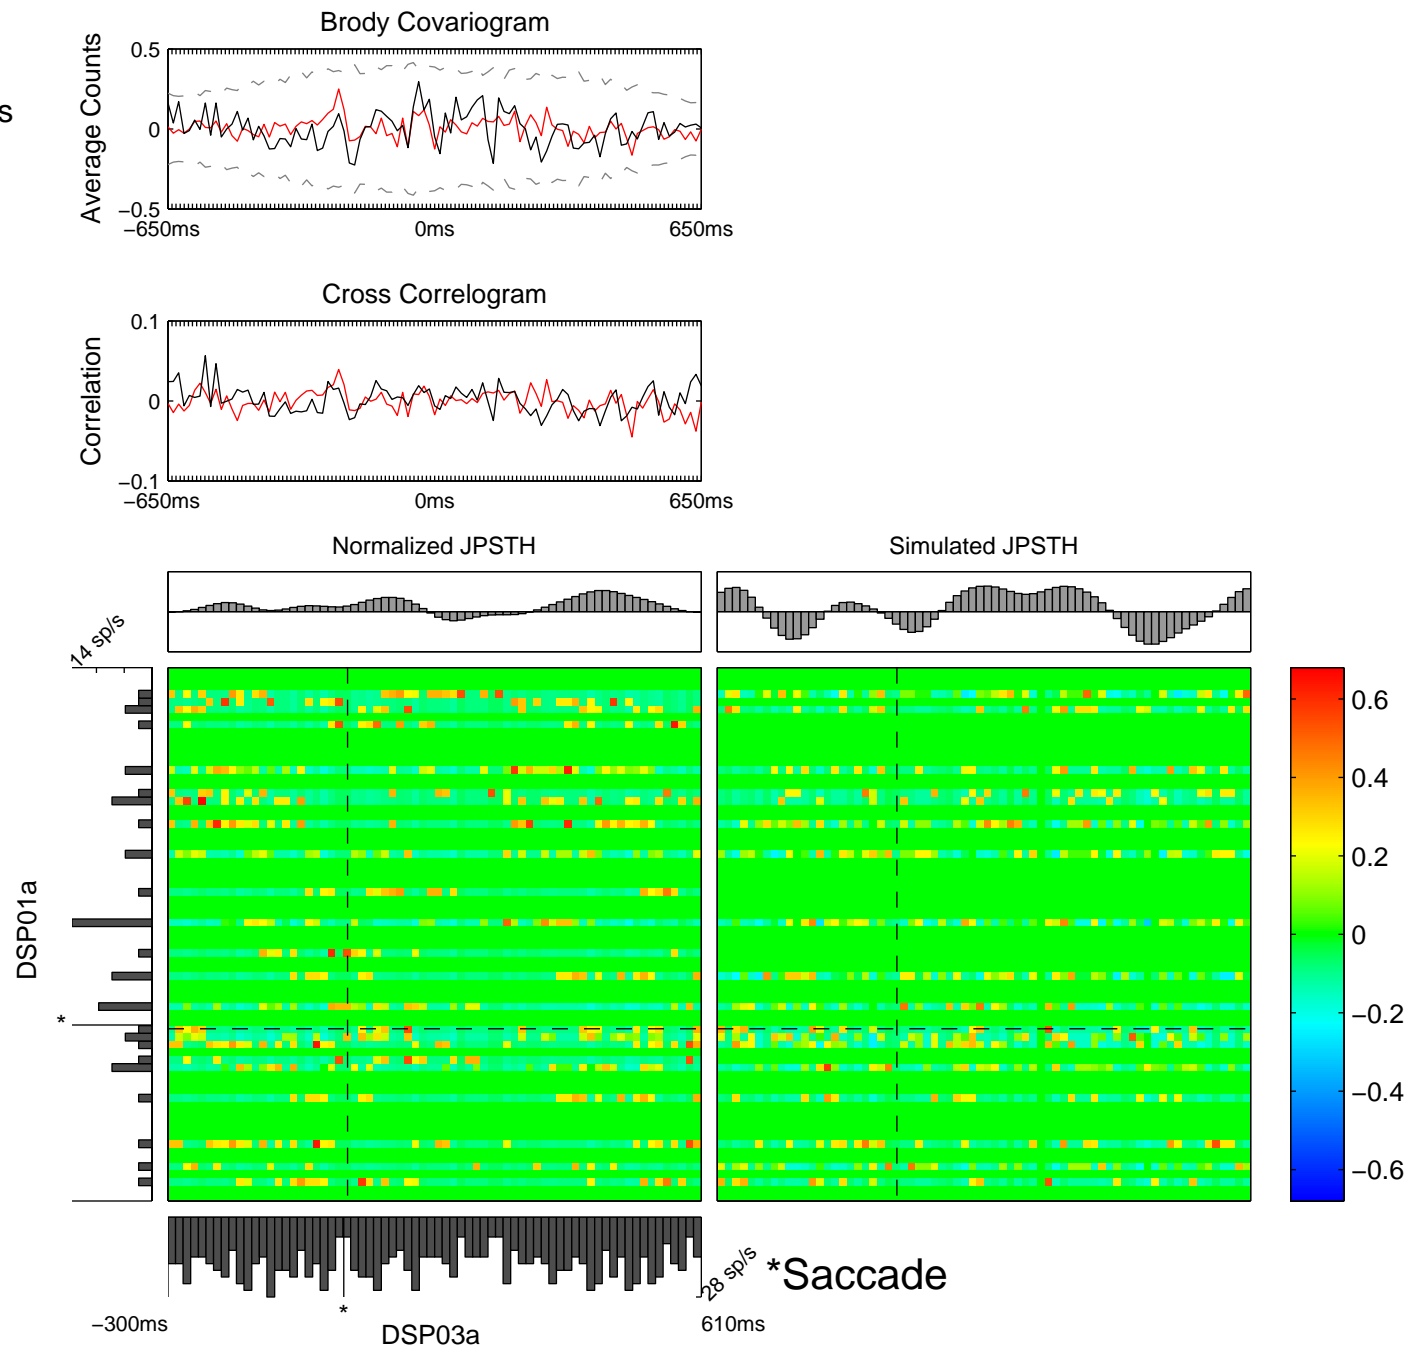 Brody Covariogram
s
Average Counts
0.5
0
−0.5
−650ms
0ms
650ms
Cross Correlogram
Correlation
0.1
0
−0.1
−650ms
0ms
650ms
Normalized JPSTH
Simulated JPSTH
14 sp/s
DSP01a
*
0.6
0.4
0.2
0
−0.2
−0.4
−0.6
28 sp/s
*Saccade
*
−300ms
DSP03a
610ms